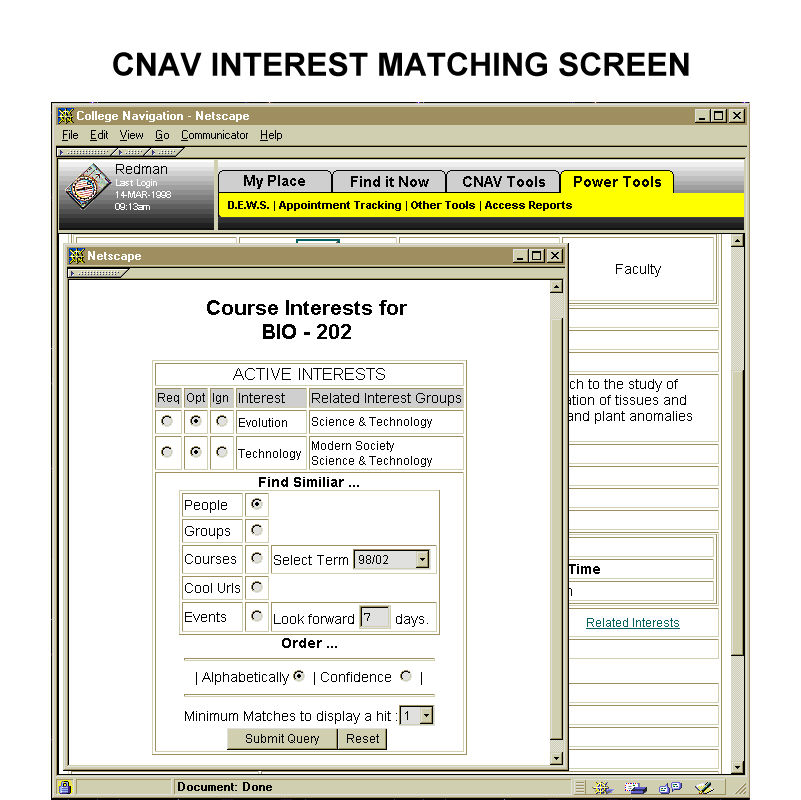 CNAV INTEREST MATCHING SCREEN
College Navigation - Netscape
File Edit View Go Communicator Help
Redman
Last Login
14-MAR-1998
09:13am
My Place Find it Now CNAV Tools Power Tools
D.E.W.S. | Appointment Tracking | Other Tools | Access Reports
Netscape
Faculty
Course Interests for
BIO - 202
ACTIVE INTERESTS
Req Opt Ign Interest Related Interest Groups
Evolution Science & Technology
Technology Modern Society
Science & Technology
ch to the study of
ation of tissues and
and plant anomalies
Find Similiar ...
People
Groups
Courses Select Term 98/02
Cool Urls
Events Look forward 7 days.
Time
Related Interests
Order ...
| Alphabetically | Confidence |
Minimum Matches to display a hit : 1
Submit Query Reset
Document: Done